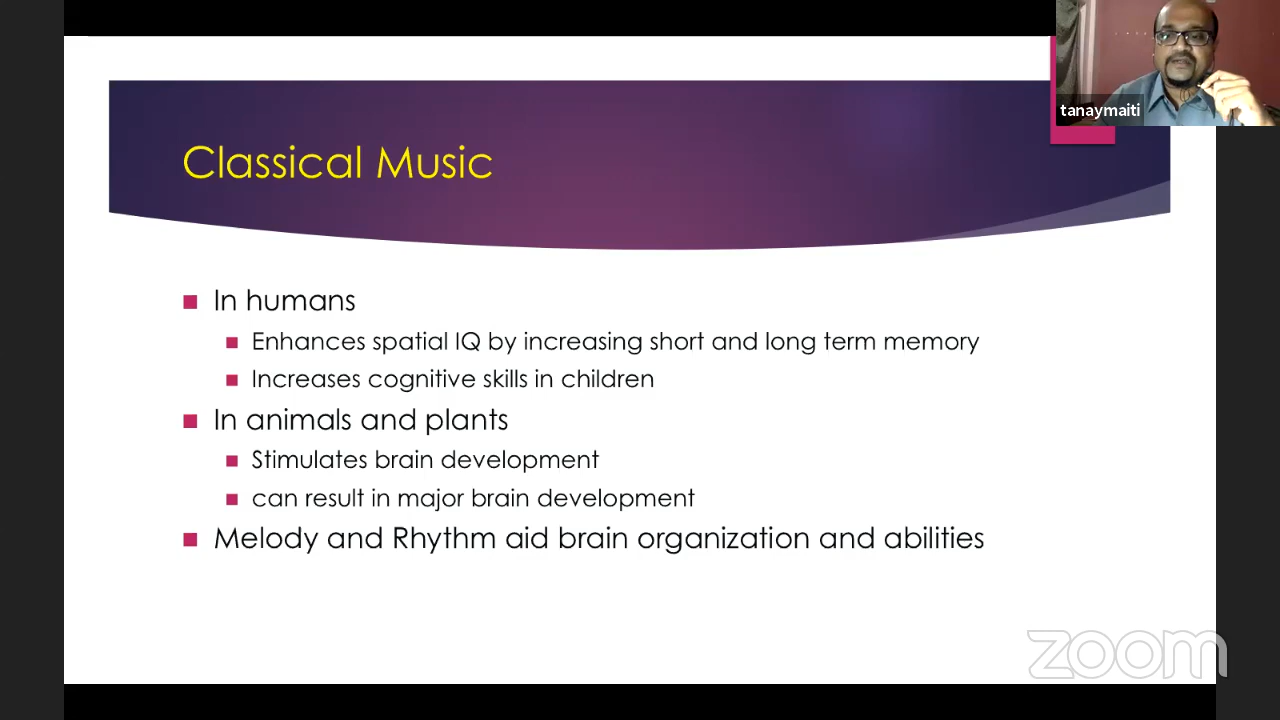 tanaymaiti
Classical Music
In humans
Enhances spatial IQ by increasing short and long term memory
Increases cognitive skills in children
In animals and plants
Stimulates brain development
can result in major brain development
Melody and Rhythm aid brain organization and abilities
zoom